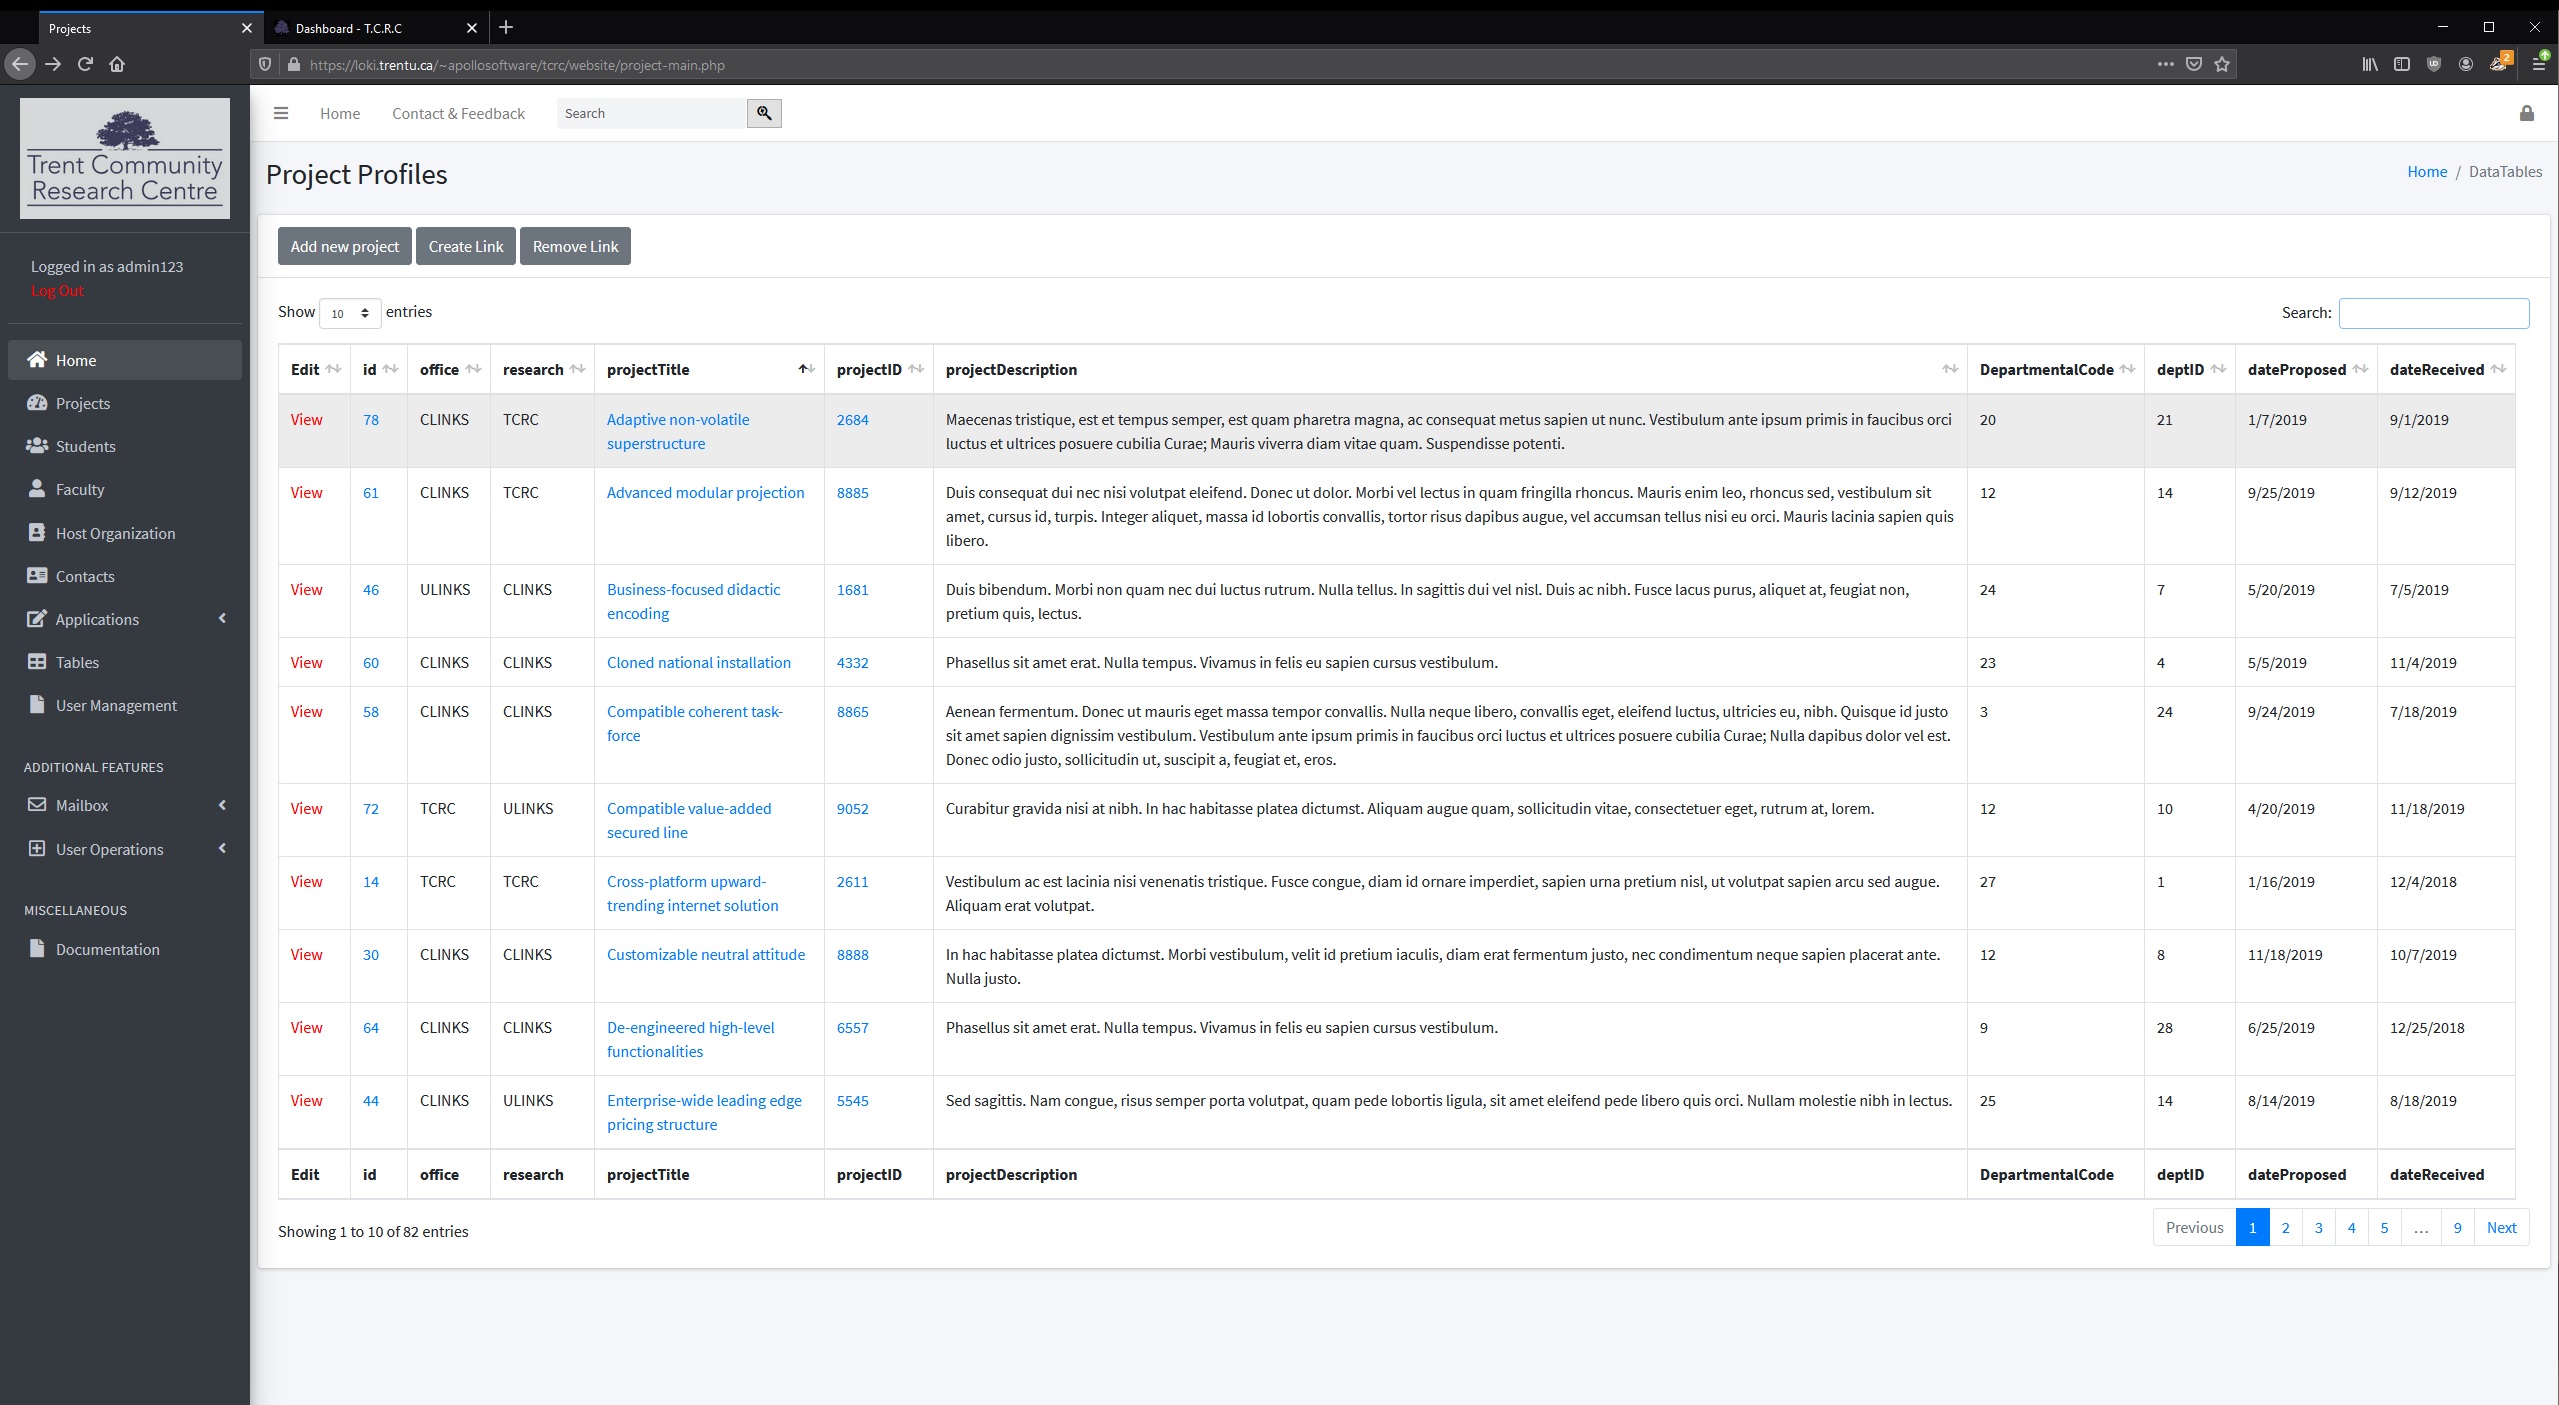 Projects
Dashboard - T.C.R.C
https://loki.trentu.ca/~apollosoftware/tcrc/website/project-main.php
2
Trent Community
Research Centre
Home
Contact & Feedback
Search
Project Profiles
Home / DataTables
Logged in as admin123
Log Out
Home
Projects
Students
Faculty
Host Organization
Contacts
Applications
Tables
User Management
ADDITIONAL FEATURES
Mailbox
User Operations
MISCELLANEOUS
Documentation
Add new project
Create Link
Remove Link
Show 10 entries
Search:
Edit id office research projectTitle projectID projectDescription DepartmentalCode deptID dateProposed dateReceived
View 78 CLINKS TCRC Adaptive non-volatile 2684 Maecenas tristique, est et tempus semper, est quam pharetra magna, ac consequat metus sapien ut nunc. Vestibulum ante ipsum primis in faucibus orci 20 21 1/7/2019 9/1/2019
superstructure luctus et ultrices posuere cubilia Curae; Mauris viverra diam vitae quam. Suspendisse potenti.
View 61 CLINKS TCRC Advanced modular projection 8885 Duis consequat dui nec nisi volutpat eleifend. Donec ut dolor. Morbi vel lectus in quam fringilla rhoncus. Mauris enim leo, rhoncus sed, vestibulum sit 12 14 9/25/2019 9/12/2019
amet, cursus id, turpis. Integer aliquet, massa id lobortis convallis, tortor risus dapibus augue, vel accumsan tellus nisi eu orci. Mauris lacinia sapien quis
libero.
View 46 ULINKS CLINKS Business-focused didactic 1681 Duis bibendum. Morbi non quam nec dui luctus rutrum. Nulla tellus. In sagittis dui vel nisl. Duis ac nibh. Fusce lacus purus, aliquet at, feugiat non, 24 7 5/20/2019 7/5/2019
encoding pretium quis, lectus.
View 60 CLINKS CLINKS Cloned national installation 4332 Phasellus sit amet erat. Nulla tempus. Vivamus in felis eu sapien cursus vestibulum. 23 4 5/5/2019 11/4/2019
View 58 CLINKS CLINKS Compatible coherent task- 8865 Aenean fermentum. Donec ut mauris eget massa tempor convallis. Nulla neque libero, convallis eget, eleifend luctus, ultricies eu, nibh. Quisque id justo 3 24 9/24/2019 7/18/2019
force sit amet sapien dignissim vestibulum. Vestibulum ante ipsum primis in faucibus orci luctus et ultrices posuere cubilia Curae; Nulla dapibus dolor vel est.
Donec odio justo, sollicitudin ut, suscipit a, feugiat et, eros.
View 72 TCRC ULINKS Compatible value-added 9052 Curabitur gravida nisi at nibh. In hac habitasse platea dictumst. Aliquam augue quam, sollicitudin vitae, consectetuer eget, rutrum at, lorem. 12 10 4/20/2019 11/18/2019
secured line
View 14 TCRC TCRC Cross-platform upward- 2611 Vestibulum ac est lacinia nisi venenatis tristique. Fusce congue, diam id ornare imperdiet, sapien urna pretium nisl, ut volutpat sapien arcu sed augue. 27 1 1/16/2019 12/4/2018
trending internet solution Aliquam erat volutpat.
View 30 CLINKS CLINKS Customizable neutral attitude 8888 In hac habitasse platea dictumst. Morbi vestibulum, velit id pretium iaculis, diam erat fermentum justo, nec condimentum neque sapien placerat ante. 12 8 11/18/2019 10/7/2019
Nulla justo.
View 64 CLINKS CLINKS De-engineered high-level 6557 Phasellus sit amet erat. Nulla tempus. Vivamus in felis eu sapien cursus vestibulum. 9 28 6/25/2019 12/25/2018
functionalities
View 44 CLINKS ULINKS Enterprise-wide leading edge 5545 Sed sagittis. Nam congue, risus semper porta volutpat, quam pede lobortis ligula, sit amet eleifend pede libero quis orci. Nullam molestie nibh in lectus. 25 14 8/14/2019 8/18/2019
pricing structure
Edit id office research projectTitle projectID projectDescription DepartmentalCode deptID dateProposed dateReceived
Showing 1 to 10 of 82 entries
Previous 1 2 3 4 5 … 9 Next